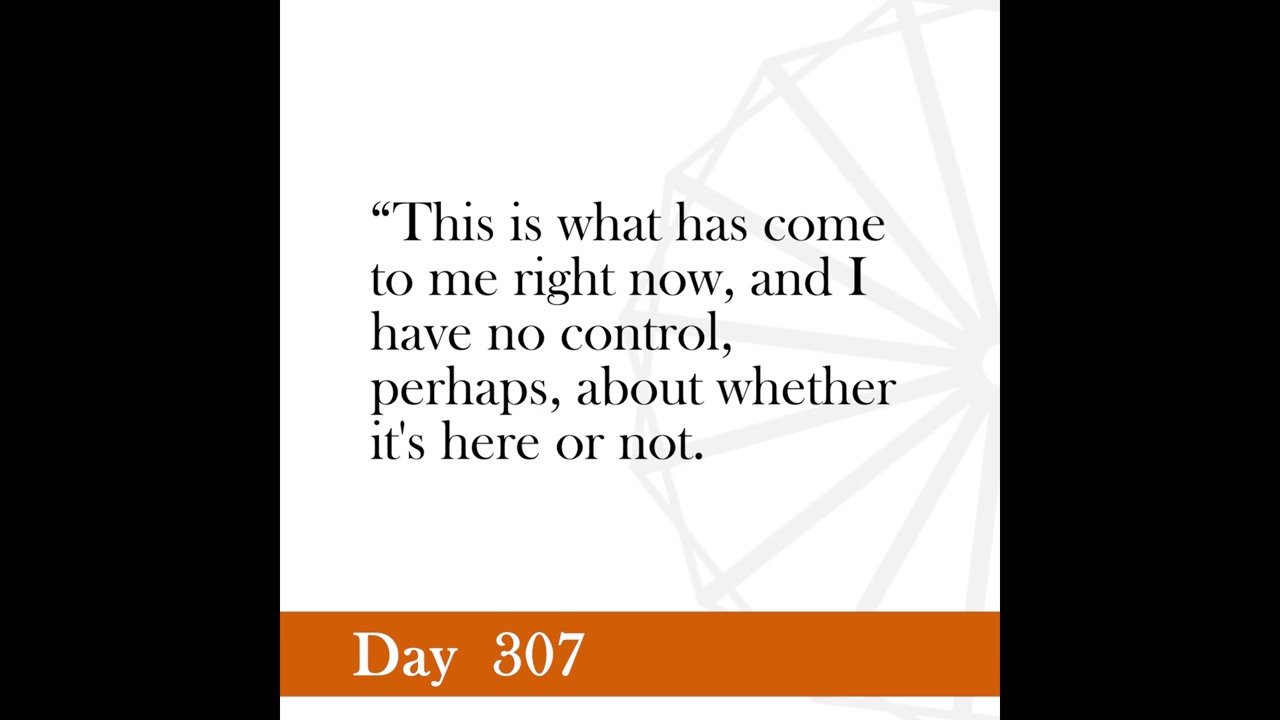 “This is what has come
to me right now, and I
have no control,
perhaps, about whether
it's here or not.
Day 307